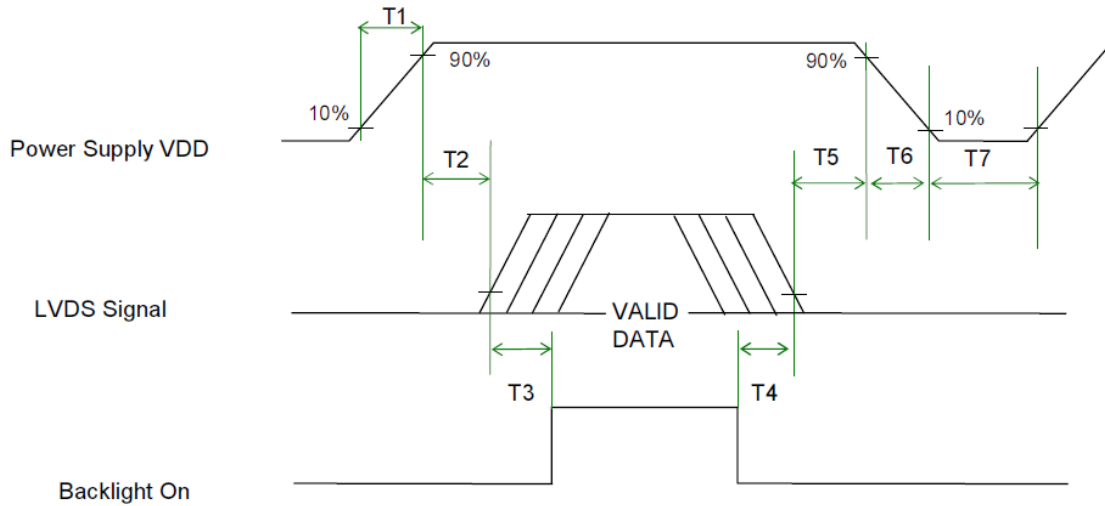 T1
90%
90%
10%
10%
Power Supply VDD
T2
T5
T6
T7
LVDS Signal
VALID
DATA
T3
T4
Backlight On